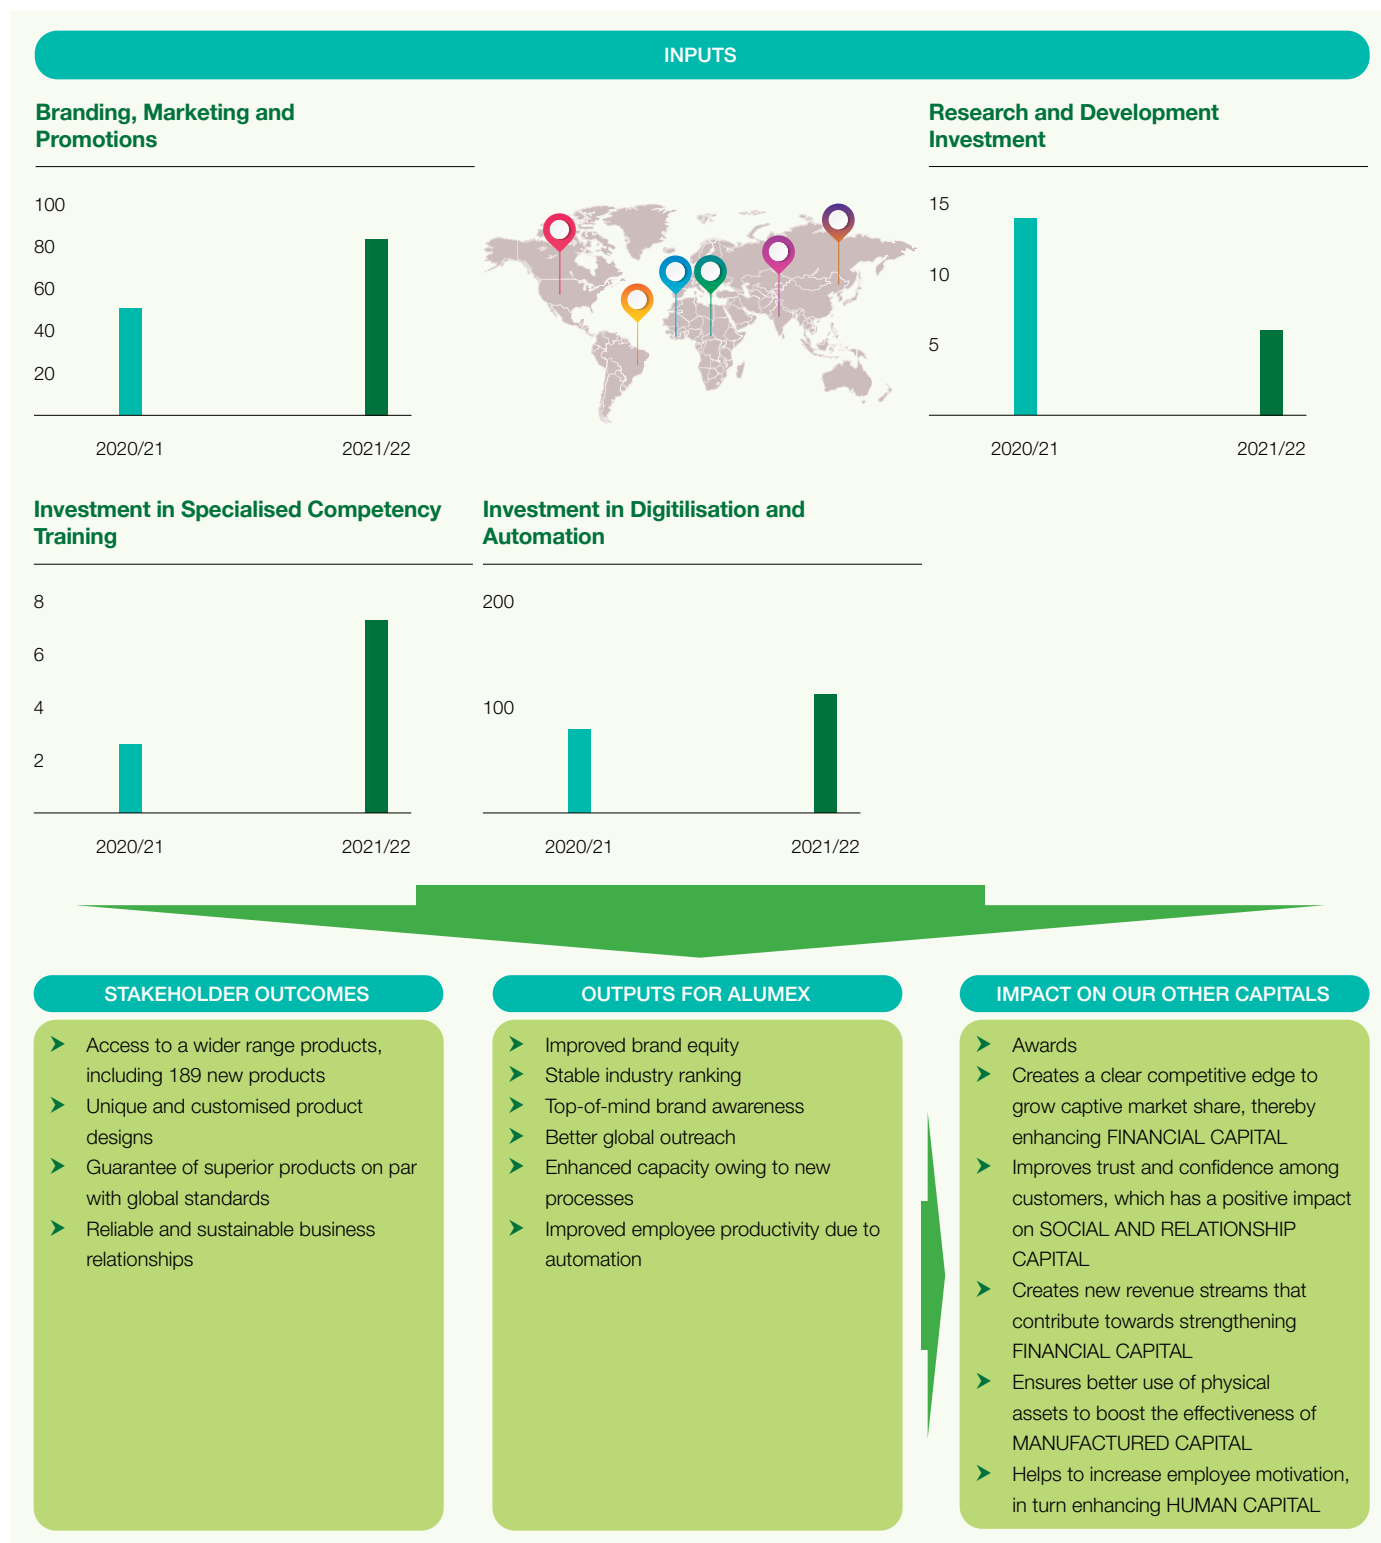 INPUTS
Branding, Marketing and
Promotions
100
80
60
40
20
2020/21
2021/22
Research and Development
Investment
15
10
5
2020/21
2021/22
Investment in Specialised Competency
Training
8
6
4
2
2020/21
2021/22
Investment in Digitilisation and
Automation
200
100
2020/21
2021/22
STAKEHOLDER OUTCOMES
Access to a wider range products,
including 189 new products
Unique and customised product
designs
Guarantee of superior products on par
with global standards
Reliable and sustainable business
relationships
OUTPUTS FOR ALUMEX
Improved brand equity
Stable industry ranking
Top-of-mind brand awareness
Better global outreach
Enhanced capacity owing to new
processes
Improved employee productivity due to
automation
IMPACT ON OUR OTHER CAPITALS
Awards
Creates a clear competitive edge to
grow captive market share, thereby
enhancing FINANCIAL CAPITAL
Improves trust and confidence among
customers, which has a positive impact
on SOCIAL AND RELATIONSHIP
CAPITAL
Creates new revenue streams that
contribute towards strengthening
FINANCIAL CAPITAL
Ensures better use of physical
assets to boost the effectiveness of
MANUFACTURED CAPITAL
Helps to increase employee motivation,
in turn enhancing HUMAN CAPITAL